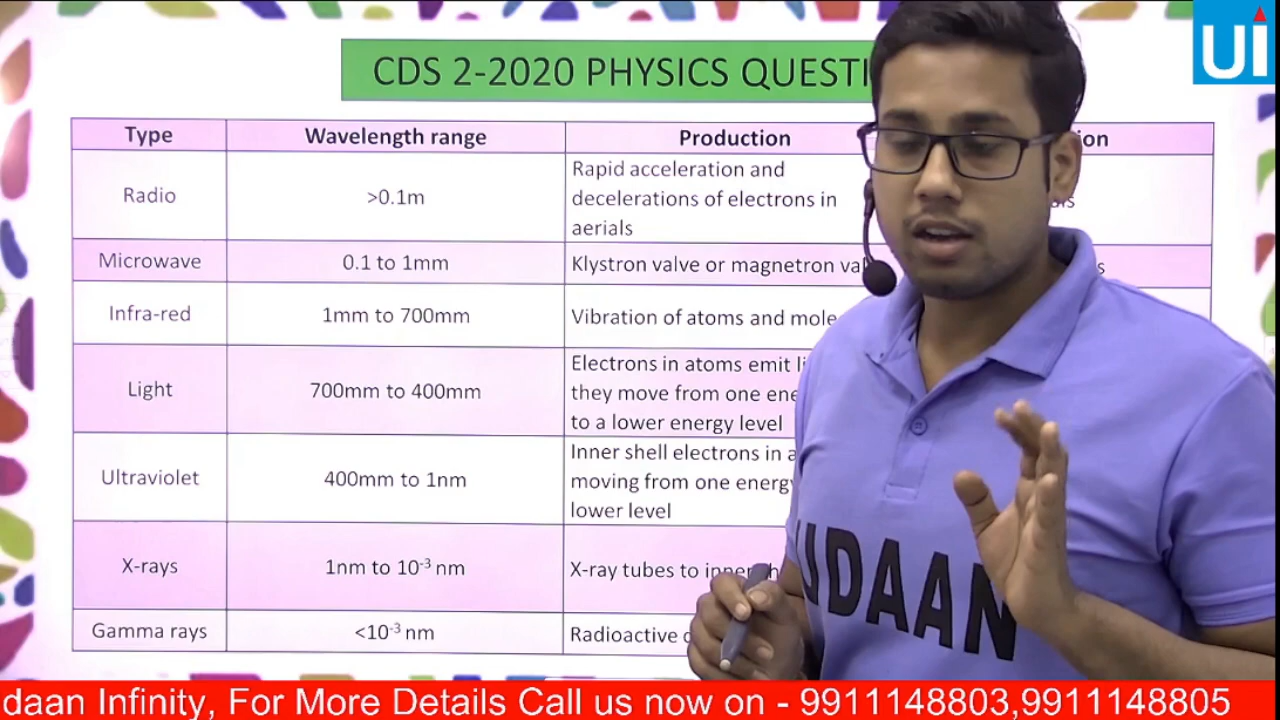 Ui
CDS 2-2020 PHYSICS QUESTI
Type Wavelength range Production
Radio >0.1m Rapid acceleration and
decelerations of electrons in
aerials
Microwave 0.1 to 1mm Klystron valve or magnetron val
Infra-red 1mm to 700mm Vibration of atoms and mole
Light 700mm to 400mm Electrons in atoms emit li
they move from one ene
to a lower energy level
Ultraviolet 400mm to 1nm Inner shell electrons in a
moving from one energy
lower level
X-rays 1nm to 10⁻³ nm X-ray tubes to inner sh
Gamma rays <10⁻³ nm Radioactive
UDAAN
daan Infinity, For More Details Call us now on - 9911148803,9911148805